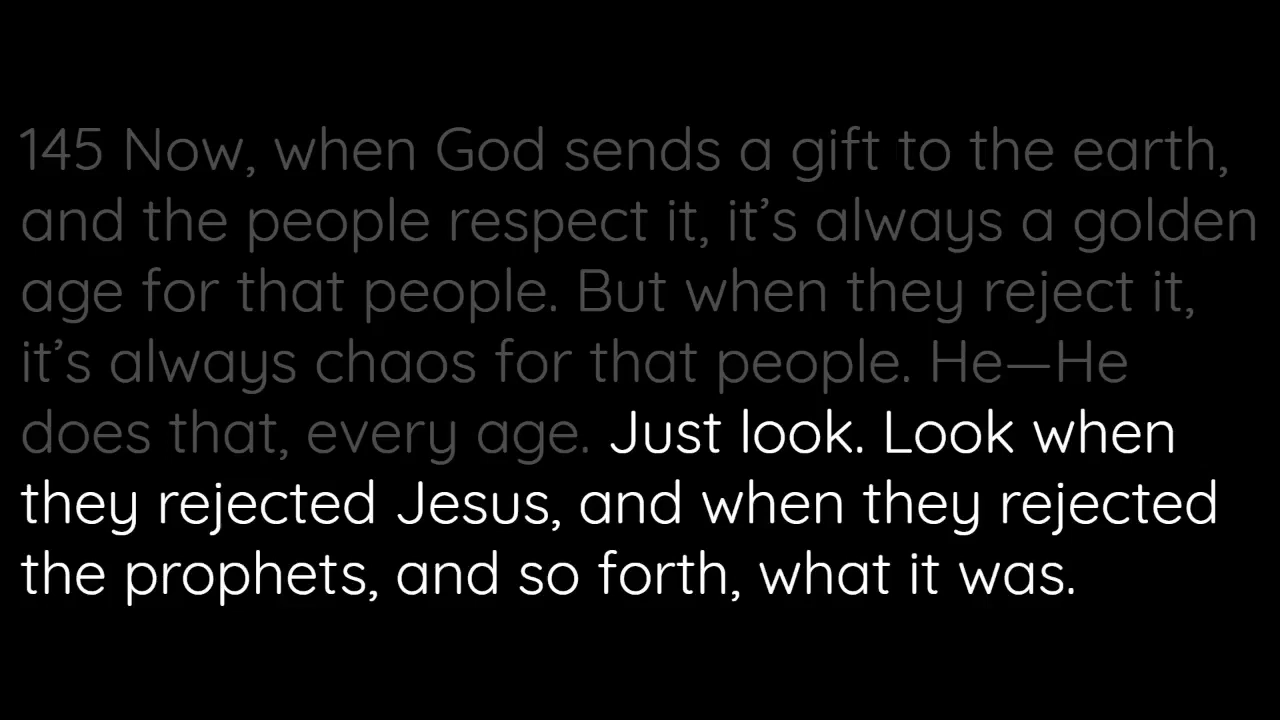 145 Now, when God sends a gift to the earth,
and the people respect it, it’s always a golden
age for that people. But when they reject it,
it’s always chaos for that people. He—He
does that, every age. Just look. Look when
they rejected Jesus, and when they rejected
the prophets, and so forth, what it was.